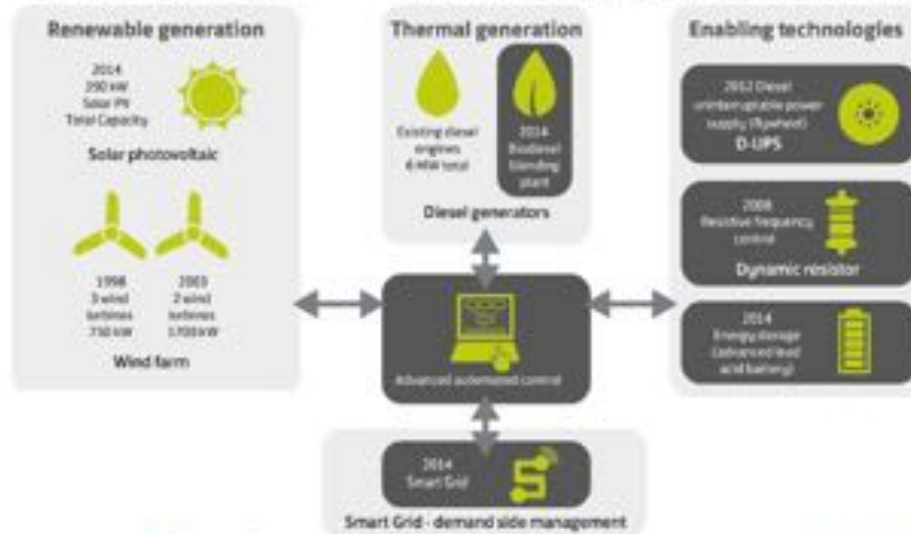 Renewable generation
2014
290 kW
Solar PV
Total Capacity
Solar photovoltaic
1998
3 wind
turbines
750 kW
2003
2 wind
turbines
1700 kW
Wind farm
Thermal generation
Existing diesel
engines
6 MW total
2014
Biodiesel
blending
plant
Diesel generators
Advanced automated control
2014
Smart Grid
Smart Grid - demand side management
Enabling technologies
2012 Diesel
uninterruptable power
supply (flywheel)
D-UPS
2008
Resistive frequency
control
Dynamic resistor
2014
Energy storage
(advanced lead
acid battery)